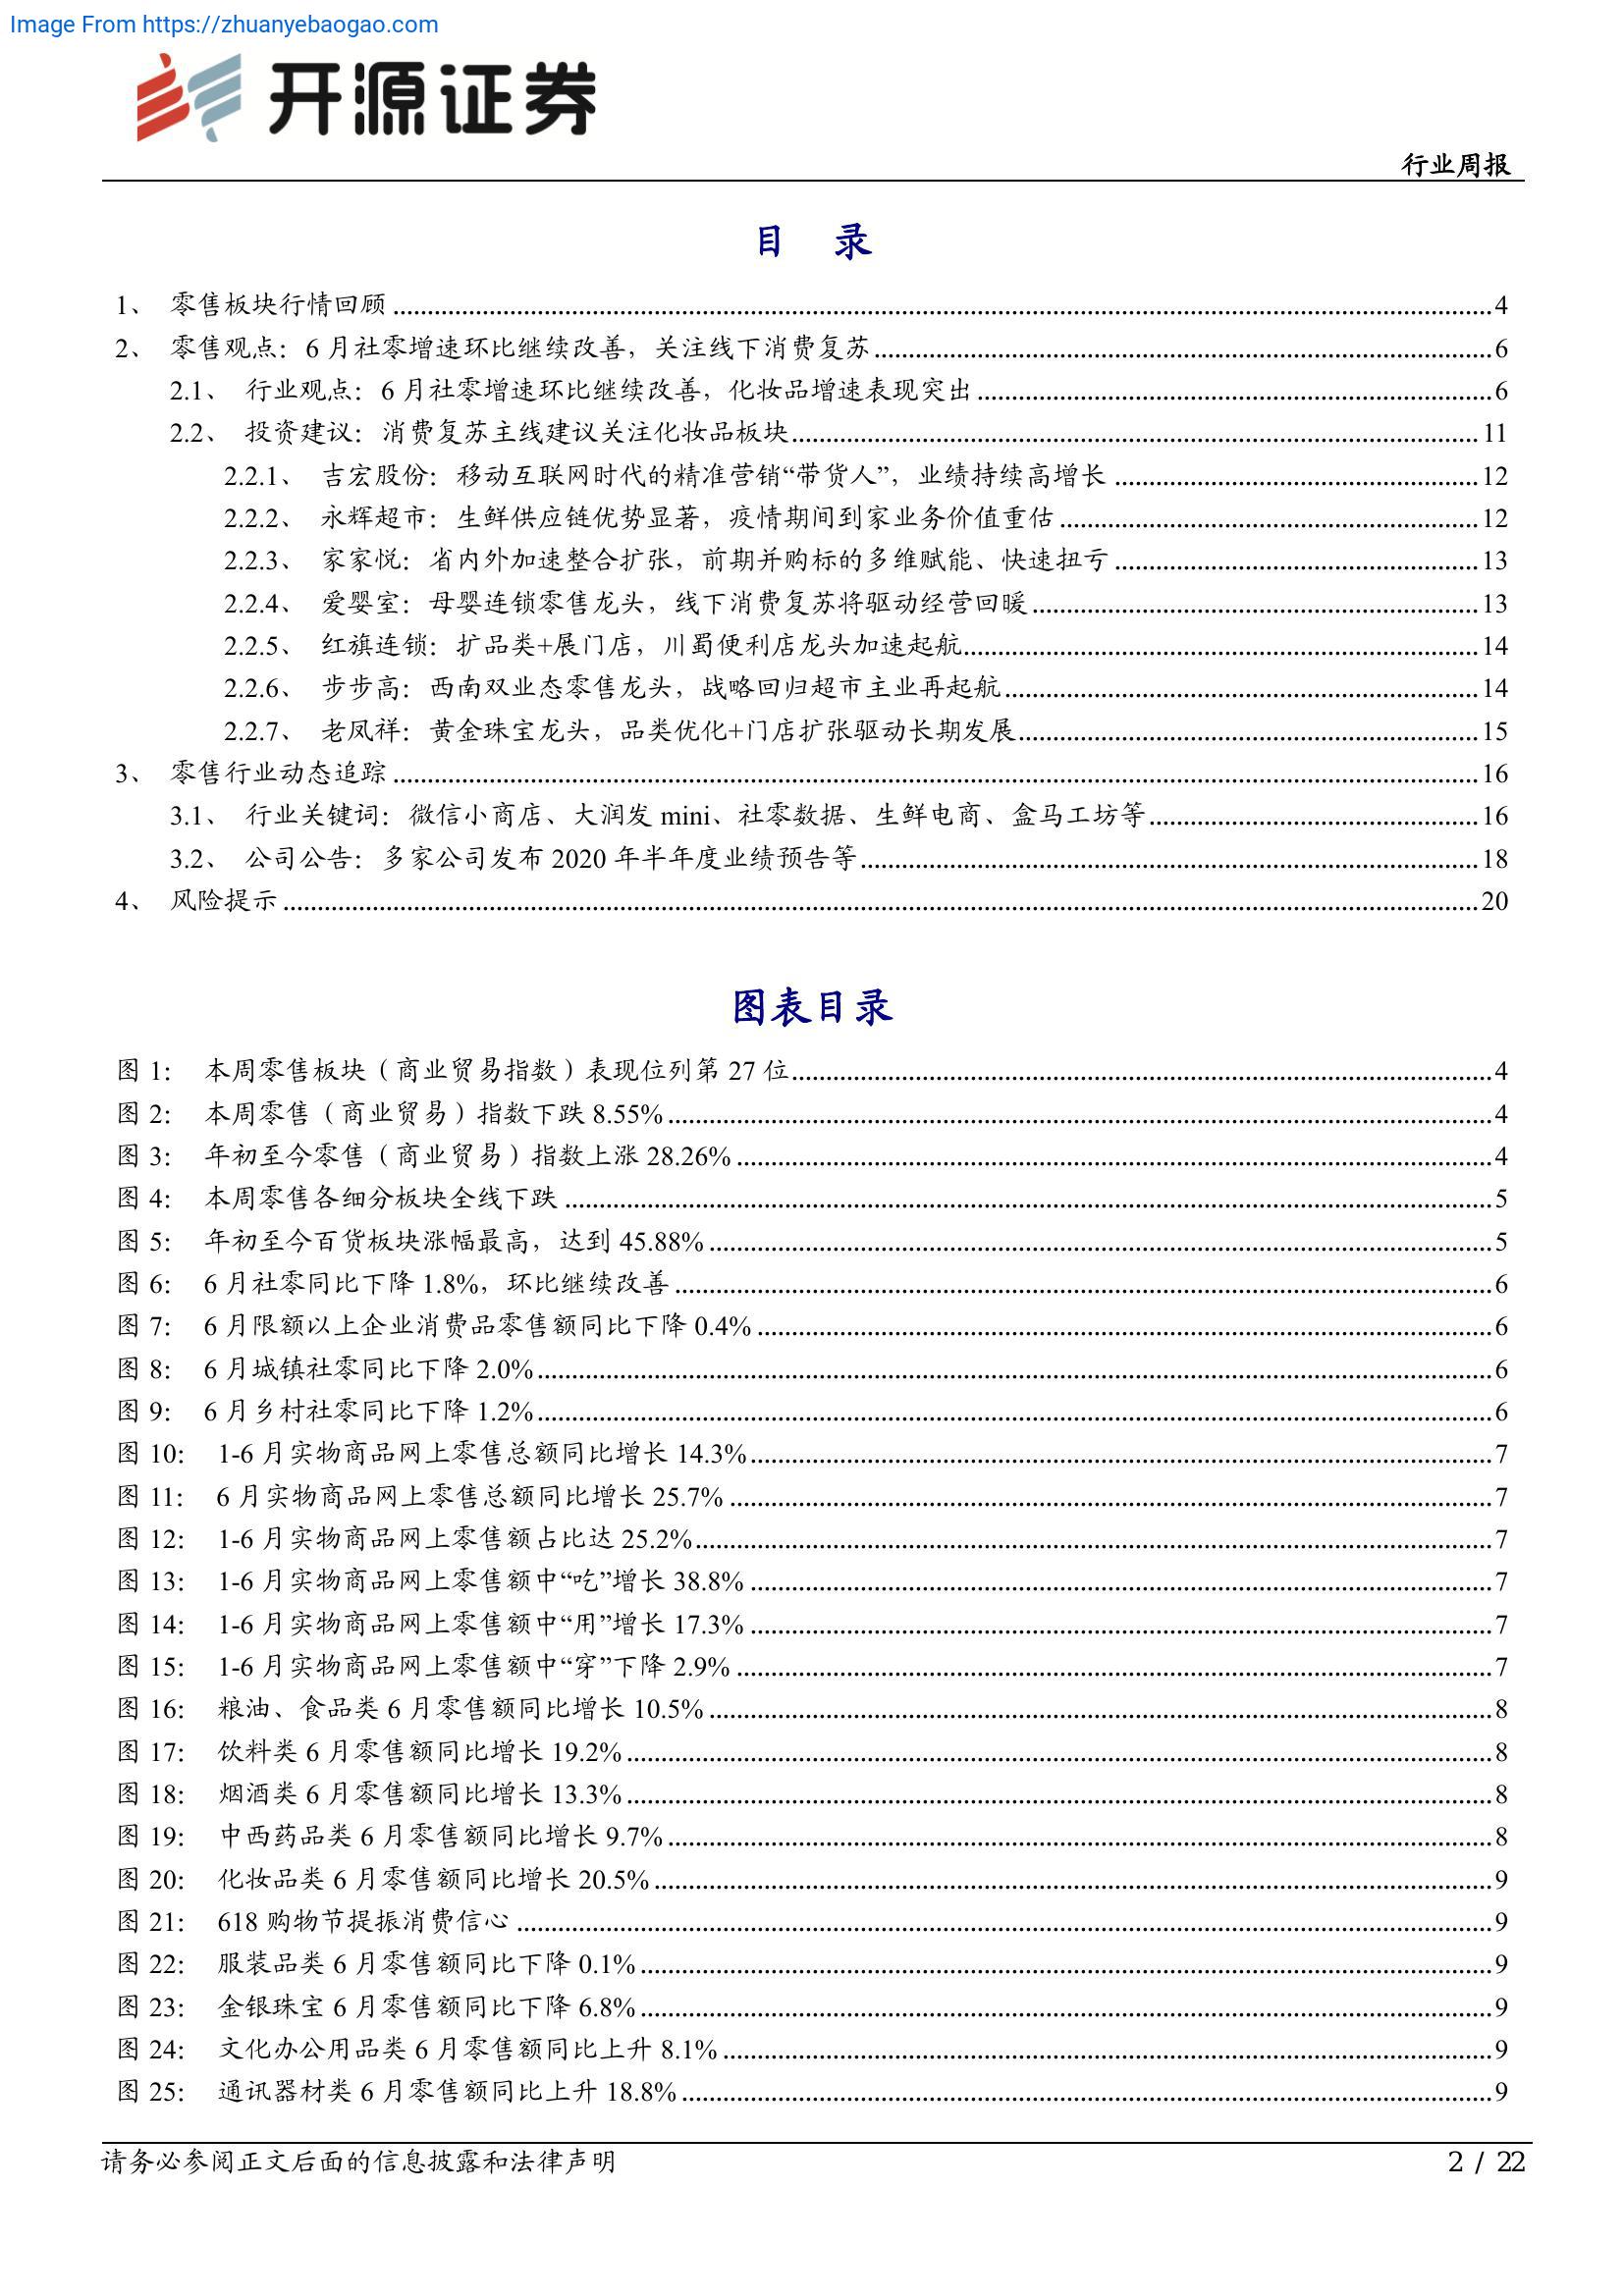 Image From https://zhuanyebaogao.com
开源证券
行业周报
目 录
1、 零售板块行情回顾 4
2、 零售观点：6 月社零增速环比继续改善，关注线下消费复苏 6
2.1、 行业观点：6 月社零增速环比继续改善，化妆品增速表现突出 6
2.2、 投资建议：消费复苏主线建议关注化妆品板块 11
2.2.1、 吉宏股份：移动互联网时代的精准营销“带货人”，业绩持续高增长 12
2.2.2、 永辉超市：生鲜供应链优势显著，疫情期间到家业务价值重估 12
2.2.3、 家家悦：省内外加速整合扩张，前期并购标的多维赋能、快速扭亏 13
2.2.4、 爱婴室：母婴连锁零售龙头，线下消费复苏将驱动经营回暖 13
2.2.5、 红旗连锁：扩品类+展门店，川蜀便利店龙头加速起航 14
2.2.6、 步步高：西南双业态零售龙头，战略回归超市主业再起航 14
2.2.7、 老凤祥：黄金珠宝龙头，品类优化+门店扩张驱动长期发展 15
3、 零售行业动态追踪 16
3.1、 行业关键词：微信小商店、大润发 mini、社零数据、生鲜电商、盒马工坊等 16
3.2、 公司公告：多家公司发布 2020 年半年度业绩预告等 18
4、 风险提示 20
图表目录
图 1： 本周零售板块（商业贸易指数）表现位列第 27 位 4
图 2： 本周零售（商业贸易）指数下跌 8.55% 4
图 3： 年初至今零售（商业贸易）指数上涨 28.26% 4
图 4： 本周零售各细分板块全线下跌 5
图 5： 年初至今百货板块涨幅最高，达到 45.88% 5
图 6： 6 月社零同比下降 1.8%，环比继续改善 6
图 7： 6 月限额以上企业消费品零售额同比下降 0.4% 6
图 8： 6 月城镇社零同比下降 2.0% 6
图 9： 6 月乡村社零同比下降 1.2% 6
图 10： 1-6 月实物商品网上零售总额同比增长 14.3% 7
图 11： 6 月实物商品网上零售总额同比增长 25.7% 7
图 12： 1-6 月实物商品网上零售额占比达 25.2% 7
图 13： 1-6 月实物商品网上零售额中“吃”增长 38.8% 7
图 14： 1-6 月实物商品网上零售额中“用”增长 17.3% 7
图 15： 1-6 月实物商品网上零售额中“穿”下降 2.9% 7
图 16： 粮油、食品类 6 月零售额同比增长 10.5% 8
图 17： 饮料类 6 月零售额同比增长 19.2% 8
图 18： 烟酒类 6 月零售额同比增长 13.3% 8
图 19： 中西药品类 6 月零售额同比增长 9.7% 8
图 20： 化妆品类 6 月零售额同比增长 20.5% 9
图 21： 618 购物节提振消费信心 9
图 22： 服装品类 6 月零售额同比下降 0.1% 9
图 23： 金银珠宝 6 月零售额同比下降 6.8% 9
图 24： 文化办公用品类 6 月零售额同比上升 8.1% 9
图 25： 通讯器材类 6 月零售额同比上升 18.8% 9
请务必参阅正文后面的信息披露和法律声明 2 / 22